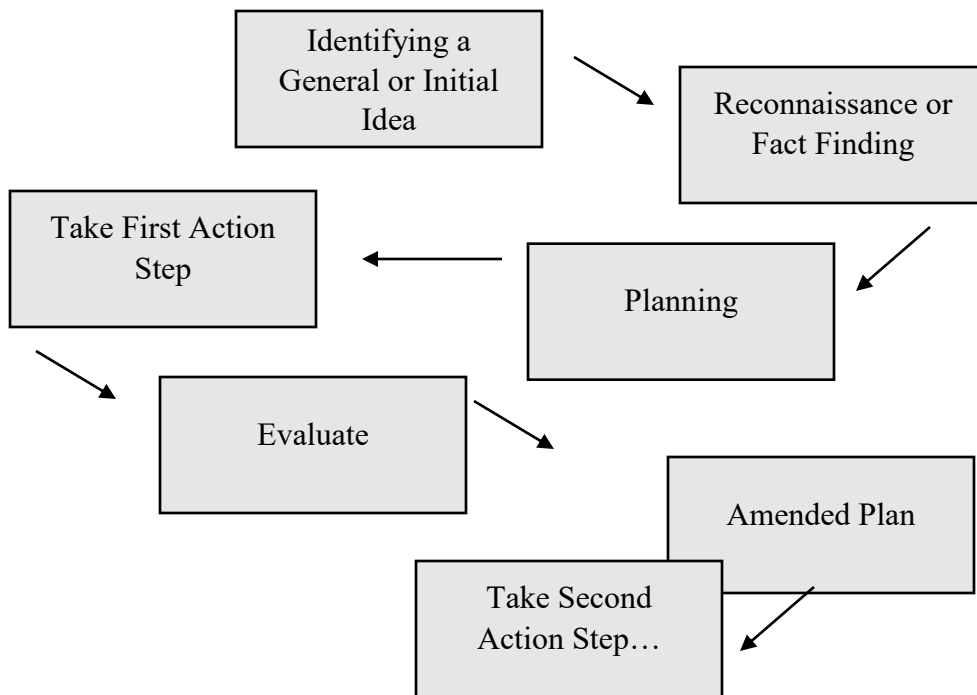 Identifying a
General or Initial
Idea
Reconnaissance or
Fact Finding
Take First Action
Step
Planning
Evaluate
Amended Plan
Take Second
Action Step…